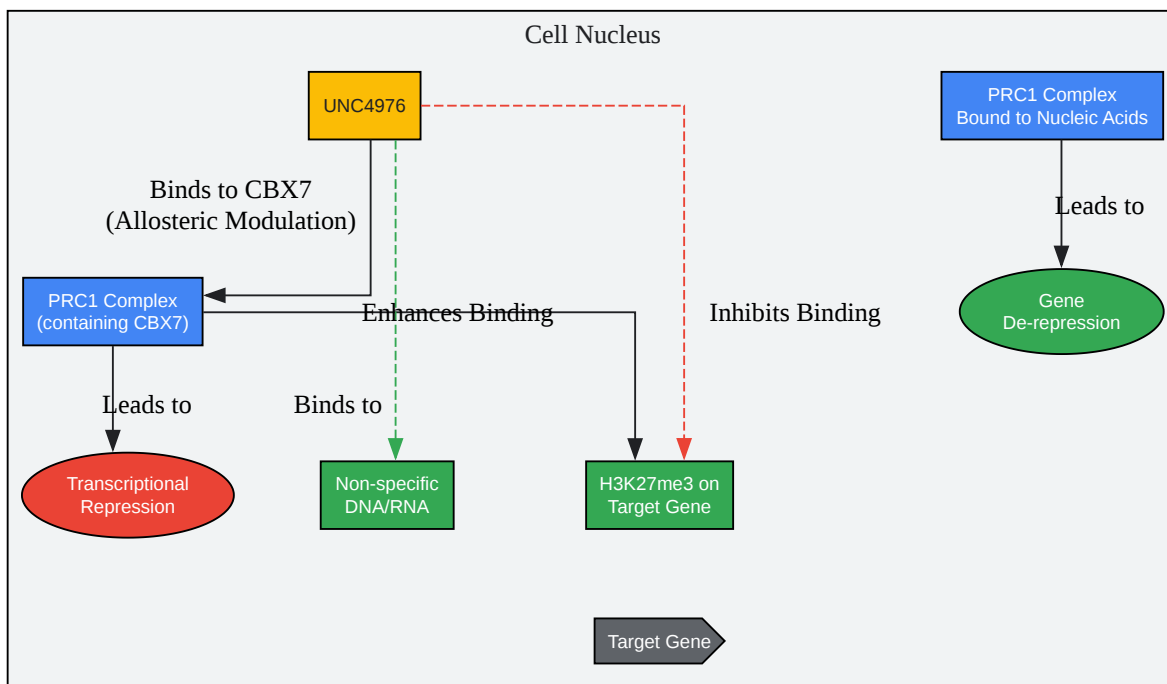 Cell Nucleus
UNC4976
PRC1 Complex
Bound to Nucleic Acids
Binds to CBX7
(Allosteric Modulation)
Leads to
PRC1 Complex
(containing CBX7)
Enhances Binding
Inhibits Binding
Gene
De-repression
Leads to
Binds to
Transcriptional
Repression
Non-specific
DNA/RNA
H3K27me3 on
Target Gene
Target Gene